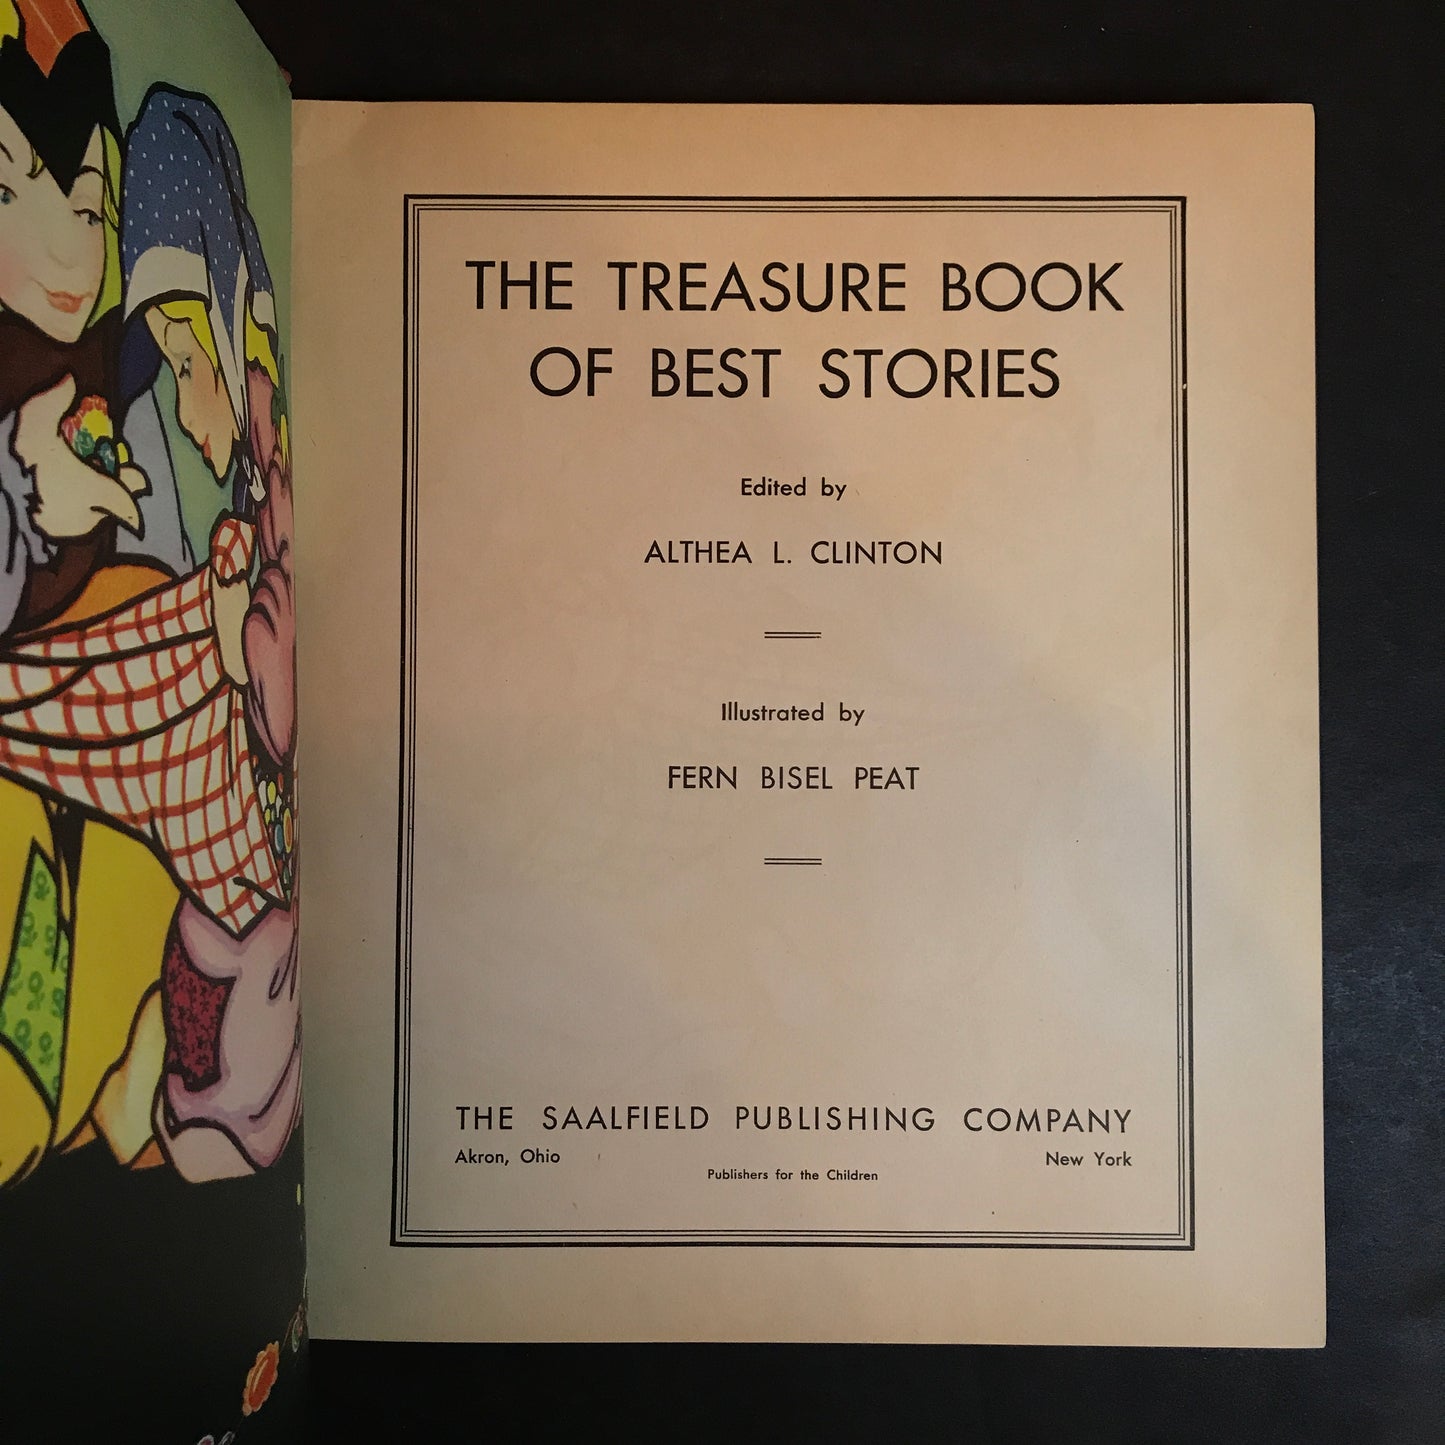 THE TREASURE BOOK
OF BEST STORIES
Edited by
ALTHEA L. CLINTON
Illustrated by
FERN BISEL PEAT
THE SAALFIELD PUBLISHING COMPANY
Akron, Ohio
New York
Publishers for the Children